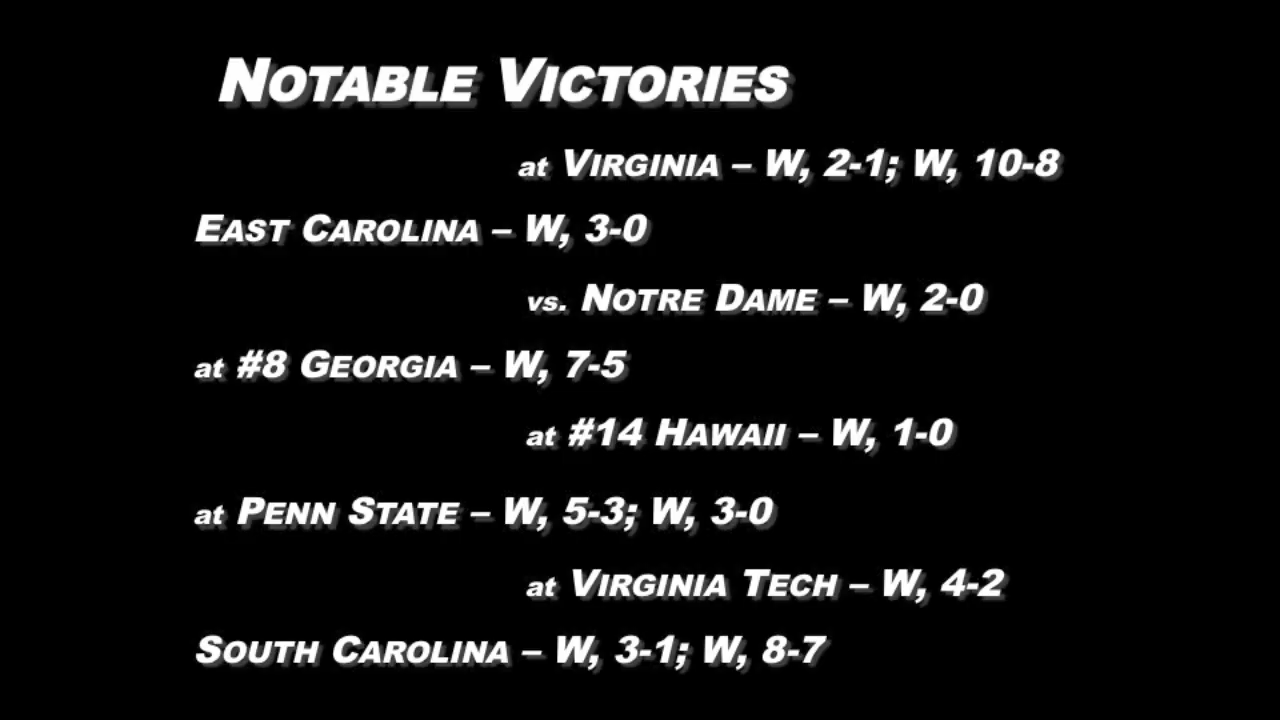 NOTABLE VICTORIES
at VIRGINIA – W, 2-1; W, 10-8
EAST CAROLINA – W, 3-0
vs. NOTRE DAME – W, 2-0
at #8 GEORGIA – W, 7-5
at #14 HAWAII – W, 1-0
at PENN STATE – W, 5-3; W, 3-0
at VIRGINIA TECH – W, 4-2
SOUTH CAROLINA – W, 3-1; W, 8-7